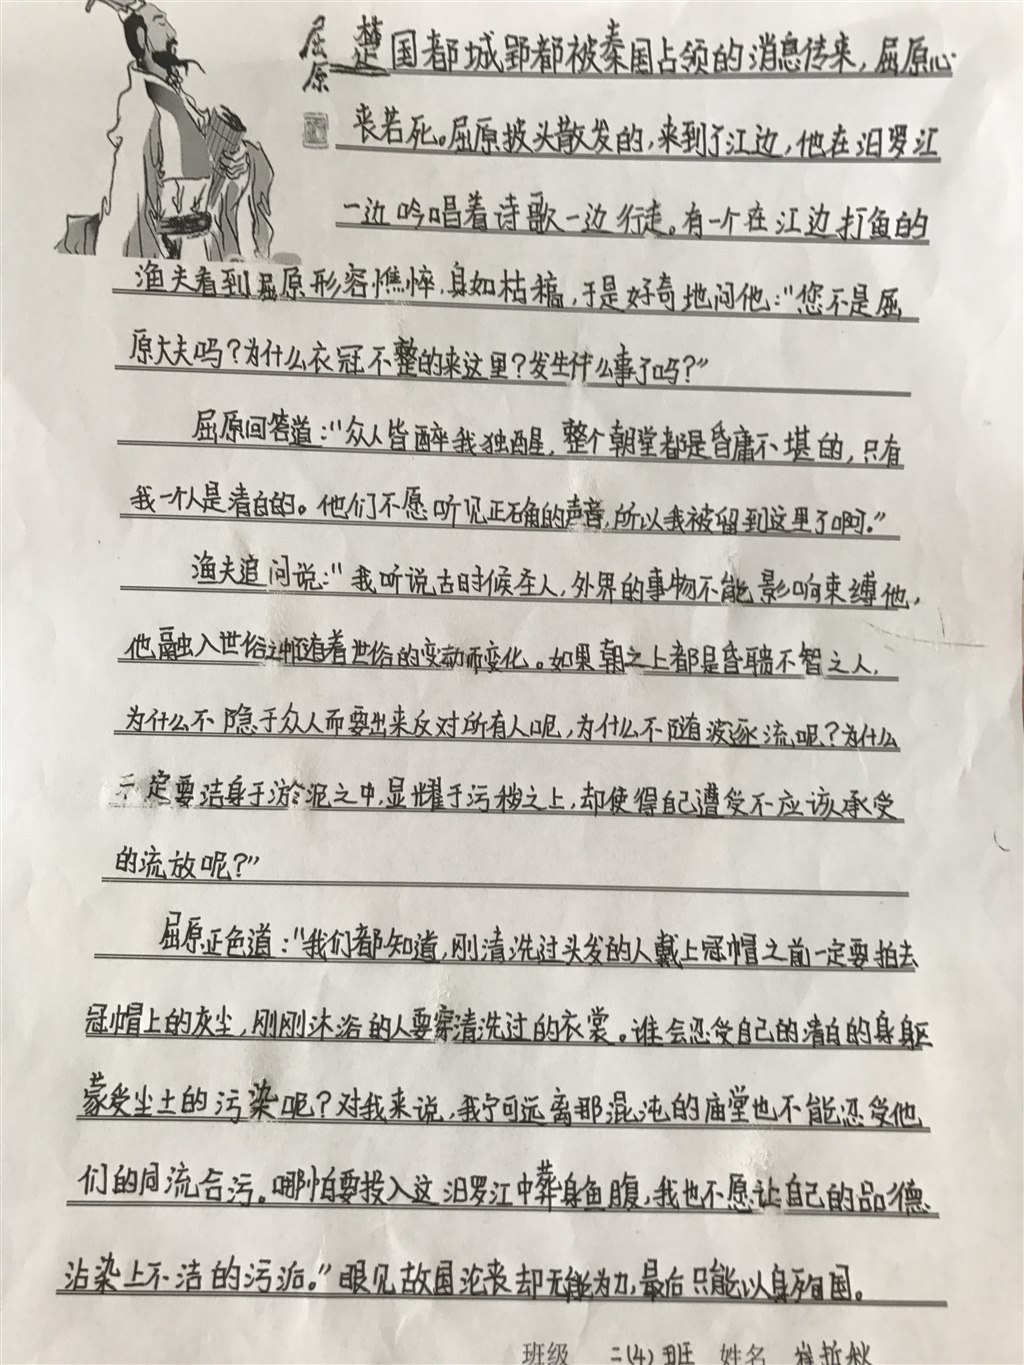 屈原
楚国都城郢都被秦国占领的消息传来，屈原心
丧若死。屈原披头散发的，来到了江边，他在汨罗江
一边吟唱着诗歌一边行走。有一个在江边打鱼的
渔夫看到屈原形容憔悴，身如枯稿，于是好奇地问他：“您不是屈
原大夫吗？为什么衣冠不整的来这里？发生什么事了吗？”
屈原回答道：“众人皆醉我独醒，整个朝堂都是昏庸不堪的，只有
我一个人是清白的。他们不愿听见正确的声音，所以我被留到这里了啊。”
渔夫追问说：“我听说古时候圣人，外界的事物不能影响束缚他，
他融入世俗之中随着世俗的变动而变化。如果朝之上都是昏聩不智之人，
为什么不隐于众人而要出来反对所有人呢，为什么不随波逐流呢？为什么
定要洁身于淤泥之中，显耀于污秽之上，却使得自己遭受不应该承受
的流放呢？”
屈原正色道：“我们都知道，刚清洗过头发的人戴上冠帽之前一定要拍去
冠帽上的灰尘，刚刚沐浴的人要穿清洗过的衣裳。谁会忍受自己的清白的身躯
蒙受尘土的污染呢？对我来说，我宁可远离那混沌的庙堂也不能忍受他
们的同流合污。哪怕要投入这汨罗江中葬身鱼腹，我也不愿让自己的品德
沾染上不洁的污垢。”眼见故国沦丧却无能为力，最后只能以身殉国。
班级 二(4)班 姓名